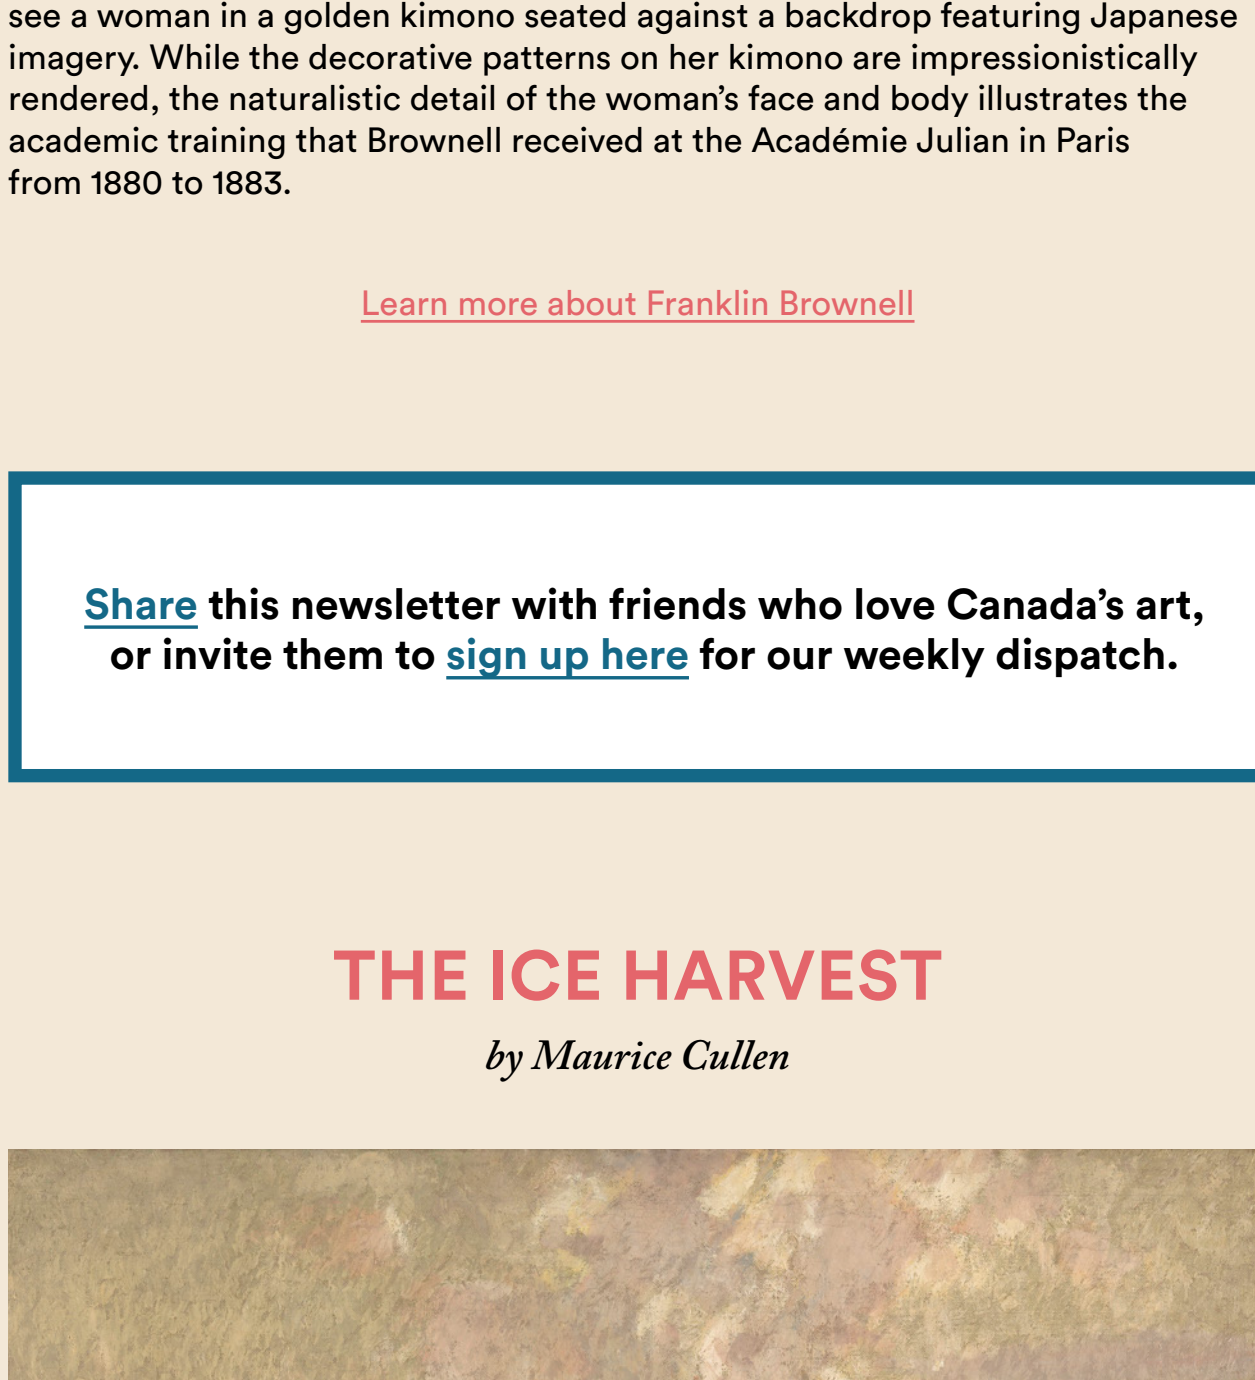 see a woman in a golden kimono seated against a backdrop featuring Japanese
imagery. While the decorative patterns on her kimono are impressionistically
rendered, the naturalistic detail of the woman’s face and body illustrates the
academic training that Brownell received at the Académie Julian in Paris
from 1880 to 1883.
Learn more about Franklin Brownell
Share this newsletter with friends who love Canada’s art,
or invite them to sign up here for our weekly dispatch.
THE ICE HARVEST
by Maurice Cullen